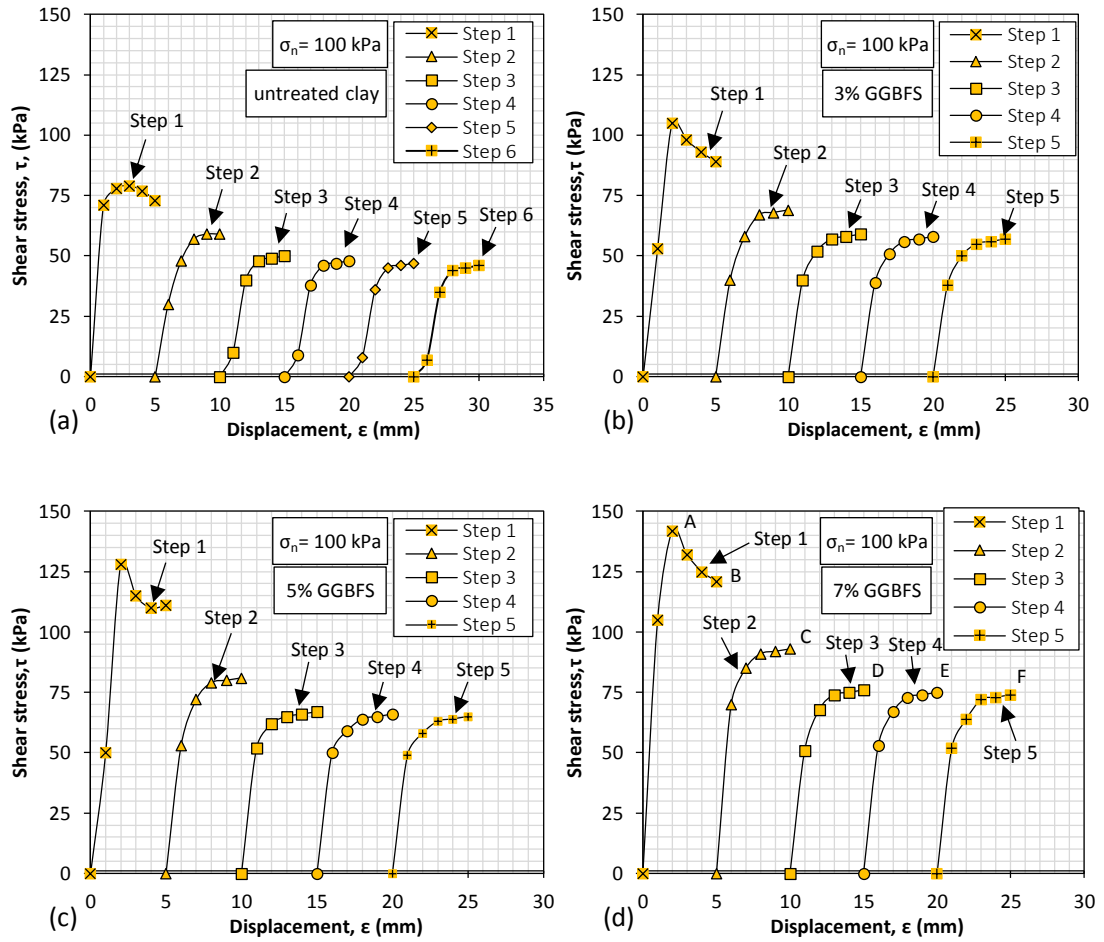 150
125
100
75
50
25
0
Shear stress, τ, (kPa)
σn= 100 kPa
untreated clay
Step 1
Step 2
Step 3
Step 4
Step 5
Step 6
Step 1
Step 2
Step 3
Step 4
Step 5
Step 6
0 5 10 15 20 25 30 35
(a)
Displacement, ε (mm)
150
125
100
75
50
25
0
Shear stress,τ (kPa)
σn= 100 kPa
3% GGBFS
Step 1
Step 2
Step 3
Step 4
Step 5
Step 1
Step 2
Step 3
Step 4
Step 5
0 5 10 15 20 25 30
(b)
Displacement, ε (mm)
150
125
100
75
50
25
0
Shear stress,τ (kPa)
σn= 100 kPa
5% GGBFS
Step 1
Step 2
Step 3
Step 4
Step 5
Step 1
Step 2
Step 3
Step 4
Step 5
0 5 10 15 20 25 30
(c)
Displacement, ε (mm)
150
125
100
75
50
25
0
Shear stress,τ (kPa)
σn= 100 kPa
7% GGBFS
Step 1
Step 2
Step 3
Step 4
Step 5
A
Step 1
B
Step 2
C
Step 3
D
Step 4
E
F
Step 5
0 5 10 15 20 25 30
(d)
Displacement, ε (mm)